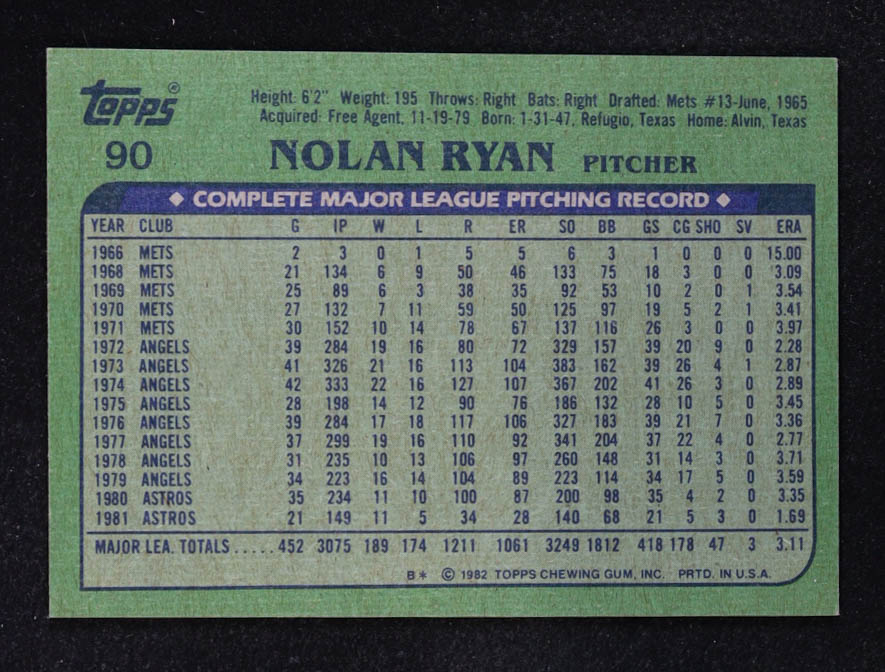 Topps®
Height: 6'2" Weight: 195 Throws: Right Bats: Right Drafted: Mets #13-June, 1965
Acquired: Free Agent, 11-19-79 Born: 1-31-47, Refugio, Texas Home: Alvin, Texas
90 NOLAN RYAN PITCHER
◆ COMPLETE MAJOR LEAGUE PITCHING RECORD ◆
YEAR CLUB G IP W L R ER SO BB GS CG SHO SV ERA
1966 METS 2 3 0 1 5 5 6 3 1 0 0 0 15.00
1968 METS 21 134 6 9 50 46 133 75 18 3 0 0 3.09
1969 METS 25 89 6 3 38 35 92 53 10 2 0 1 3.54
1970 METS 27 132 7 11 59 50 125 97 19 5 2 1 3.41
1971 METS 30 152 10 14 78 67 137 116 26 3 0 0 3.97
1972 ANGELS 39 284 19 16 80 72 329 157 39 20 9 0 2.28
1973 ANGELS 41 326 21 16 113 104 383 162 39 26 4 1 2.87
1974 ANGELS 42 333 22 16 127 107 367 202 41 26 3 0 2.89
1975 ANGELS 28 198 14 12 90 76 186 132 28 10 5 0 3.45
1976 ANGELS 39 284 17 18 117 106 327 183 39 21 7 0 3.36
1977 ANGELS 37 299 19 16 110 92 341 204 37 22 4 0 2.77
1978 ANGELS 31 235 10 13 106 97 260 148 31 14 3 0 3.71
1979 ANGELS 34 223 16 14 104 89 223 114 34 17 5 0 3.59
1980 ASTROS 35 234 11 10 100 87 200 98 35 4 2 0 3.35
1981 ASTROS 21 149 11 5 34 28 140 68 21 5 3 0 1.69
MAJOR LEA. TOTALS.....452 3075 189 174 1211 1061 3249 1812 418 178 47 3 3.11
B* © 1982 TOPPS CHEWING GUM, INC. PRTD. IN U.S.A.